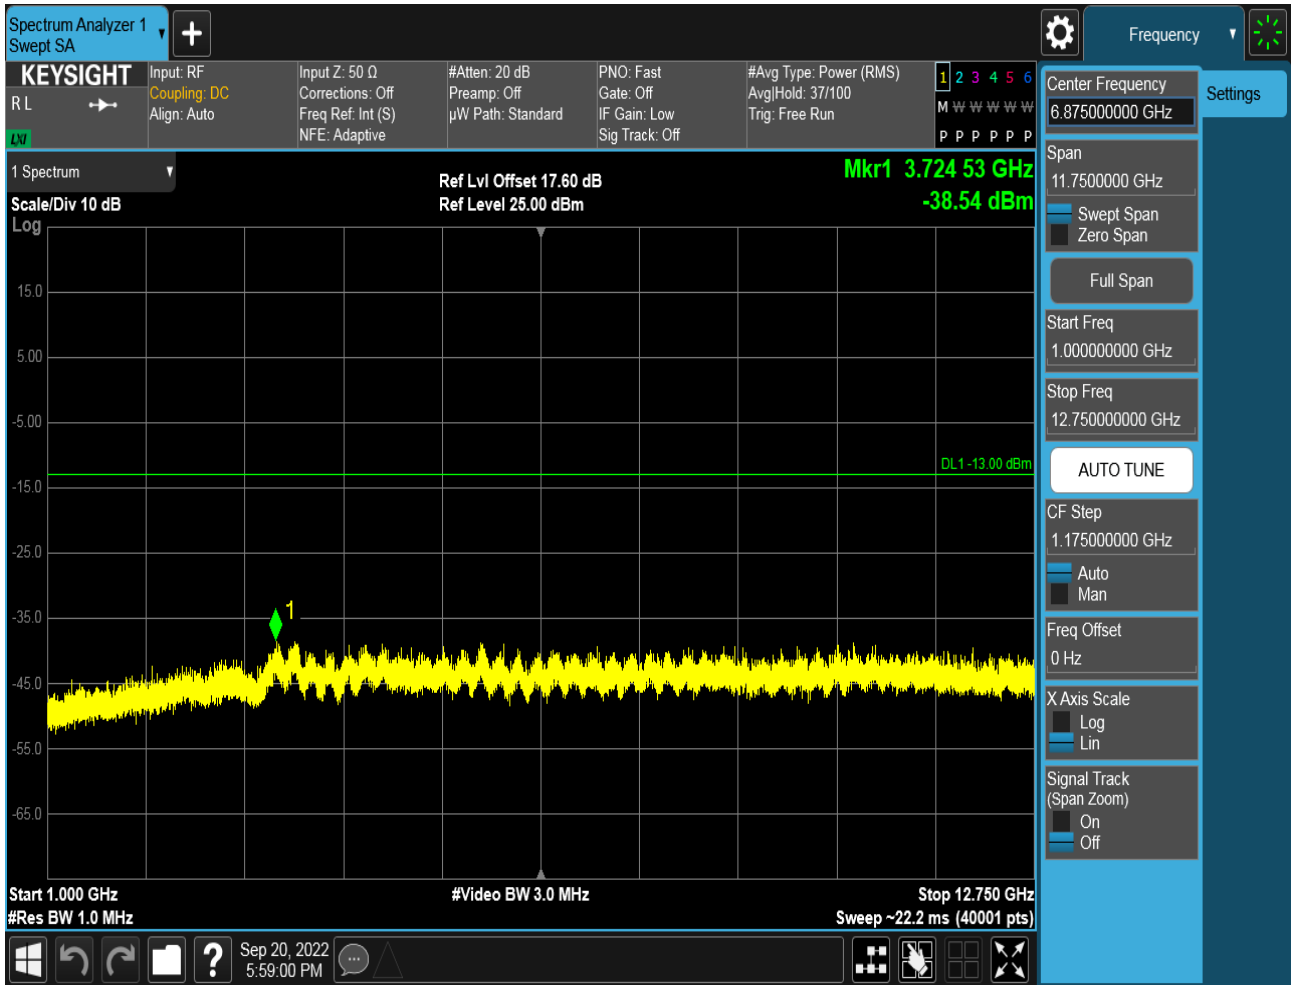 Spectrum Analyzer 1
Swept SA
Frequency
KEYSIGHT
R L
LXI
Input: RF
Coupling: DC
Align: Auto
Input Z: 50 Ω
Corrections: Off
Freq Ref: Int (S)
NFE: Adaptive
#Atten: 20 dB
Preamp: Off
µW Path: Standard
PNO: Fast
Gate: Off
IF Gain: Low
Sig Track: Off
#Avg Type: Power (RMS)
Avg|Hold: 37/100
Trig: Free Run
1 2 3 4 5 6
M W W W W W
P P P P P P
1 Spectrum
Scale/Div 10 dB
Log
Ref Lvl Offset 17.60 dB
Ref Level 25.00 dBm
Mkr1 3.724 53 GHz
-38.54 dBm
15.0
5.00
-5.00
DL1 -13.00 dBm
-15.0
-25.0
-35.0
1
-45.0
-55.0
-65.0
Start 1.000 GHz
#Video BW 3.0 MHz
Stop 12.750 GHz
#Res BW 1.0 MHz
Sweep ~22.2 ms (40001 pts)
?
Sep 20, 2022
5:59:00 PM
Settings
Center Frequency
6.875000000 GHz
Span
11.7500000 GHz
Swept Span
Zero Span
Full Span
Start Freq
1.000000000 GHz
Stop Freq
12.750000000 GHz
AUTO TUNE
CF Step
1.175000000 GHz
Auto
Man
Freq Offset
0 Hz
X Axis Scale
Log
Lin
Signal Track
(Span Zoom)
On
Off